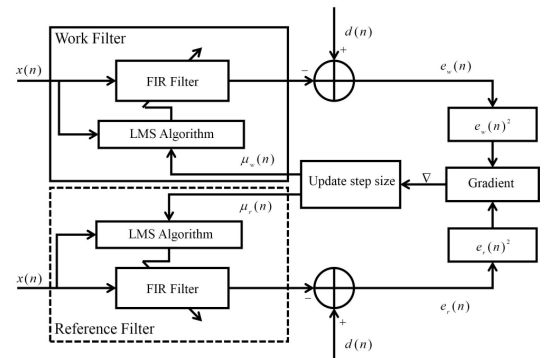 Work Filter
d(n)
x(n)
FIR Filter
−
+
e_w(n)
LMS Algorithm
e_w(n)²
μ_w(n)
Update step size
∇
Gradient
μ_r(n)
LMS Algorithm
e_r(n)²
x(n)
FIR Filter
−
+
e_r(n)
Reference Filter
d(n)